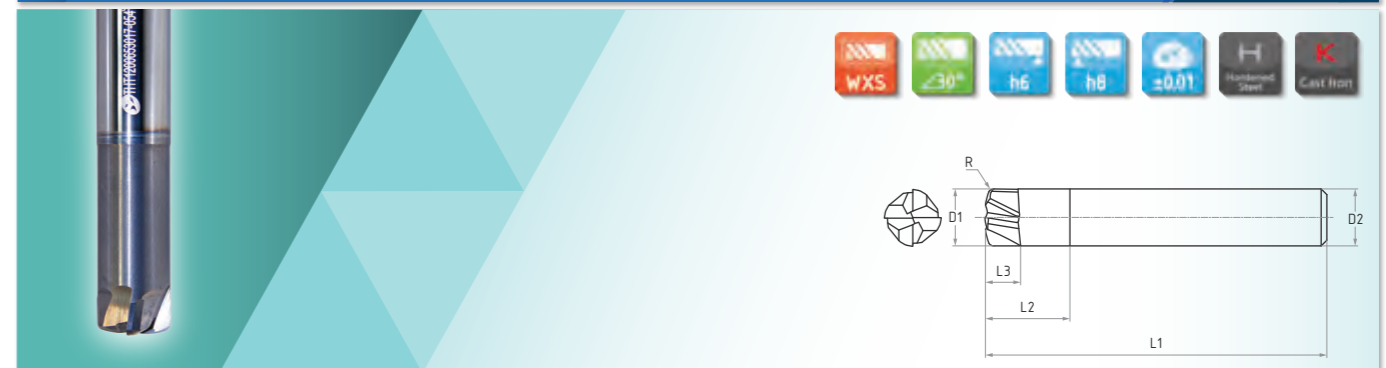 WXS
30°
h6
h8
±0.01
H
Hardened
Steel
K
Cast Iron
R
D1
D2
L3
L2
L1